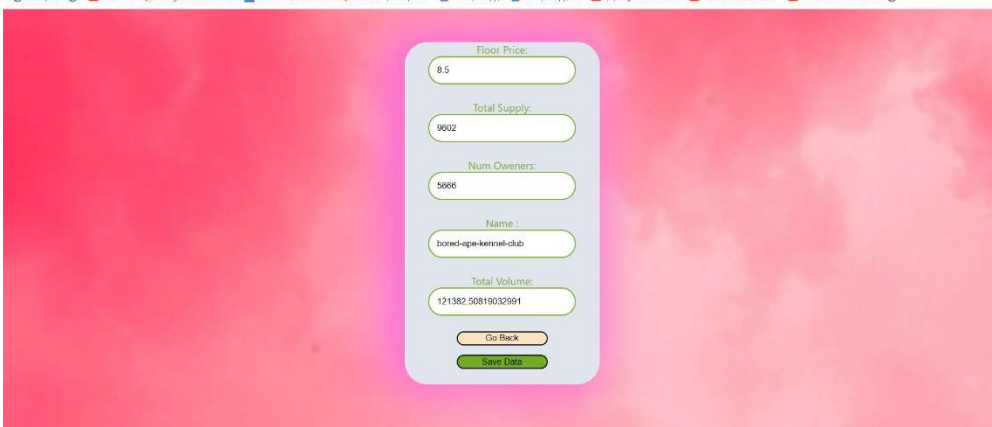 Floor Price:
8.5
Total Supply:
9602
Num Oweners:
5666
Name :
bored-ape-kennel-club
Total Volume:
121382.50819032991
Go Back
Save Data